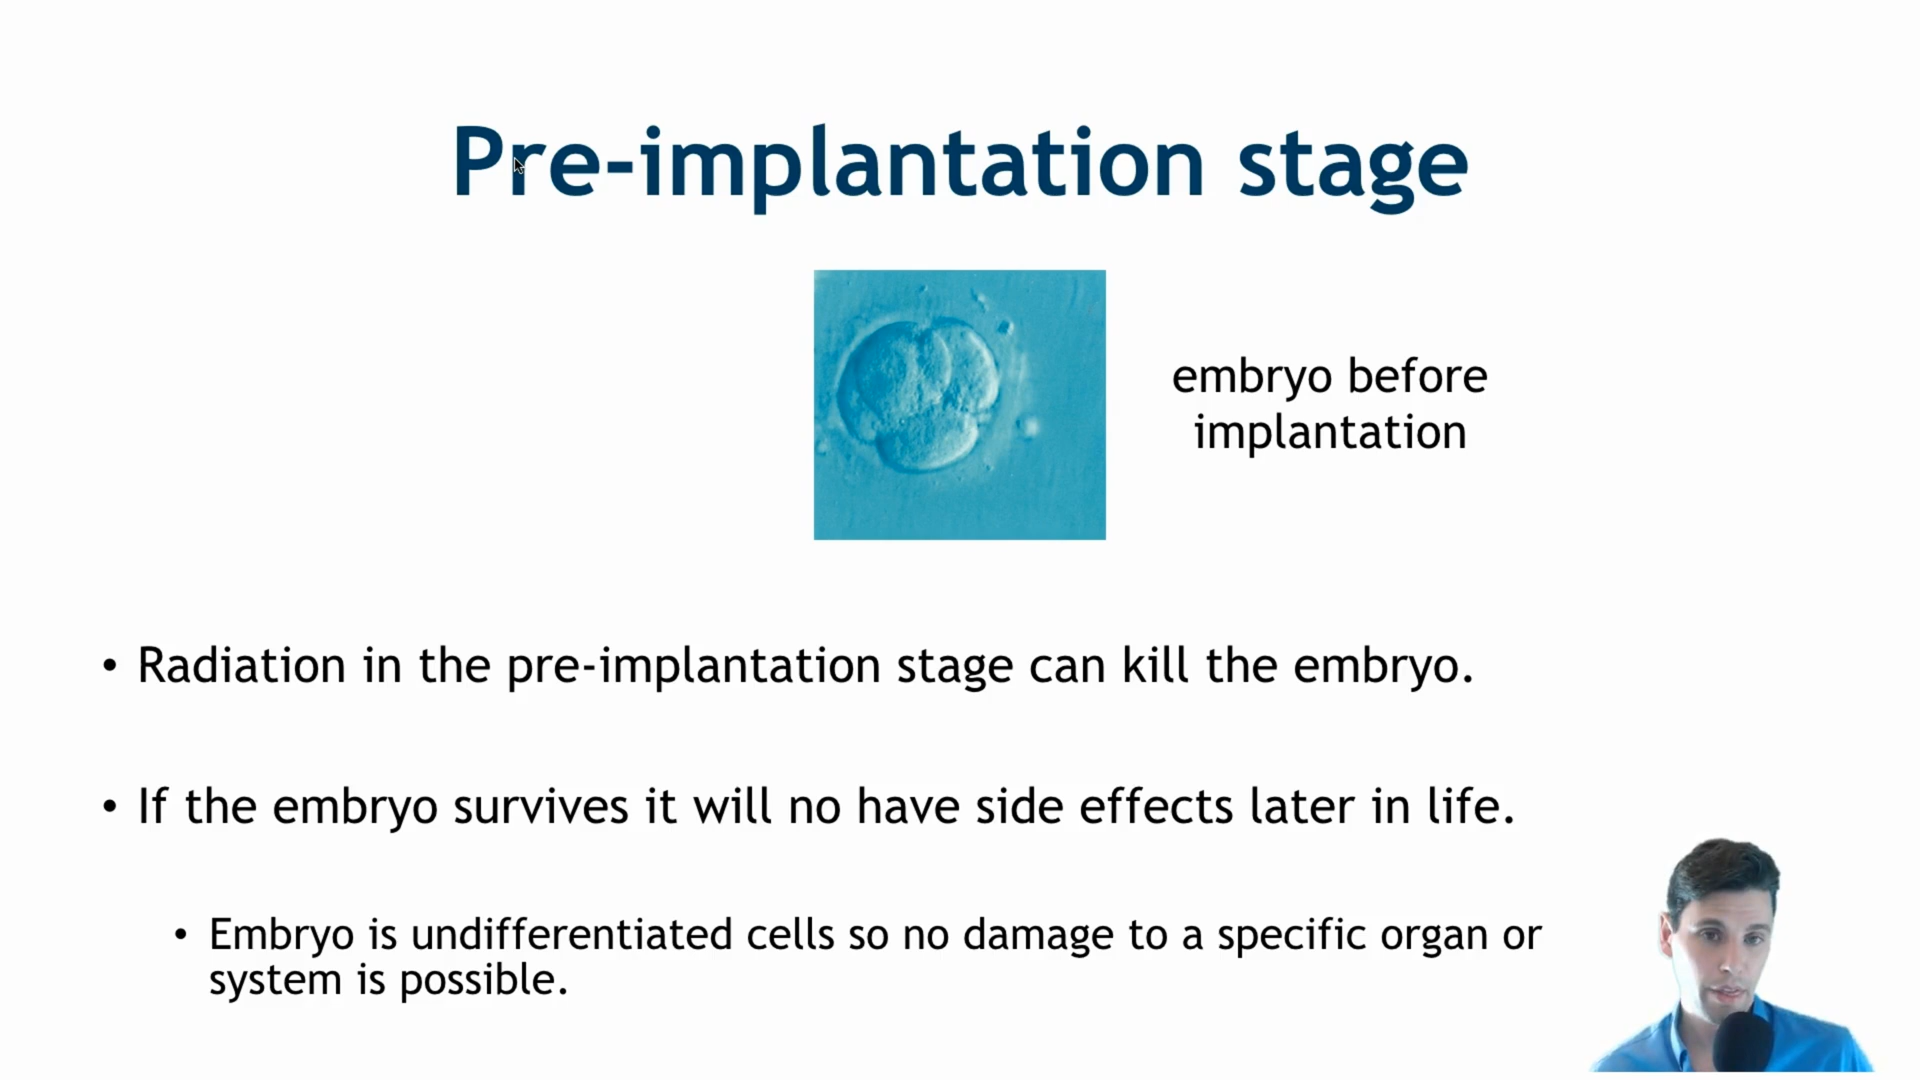 Pre-implantation stage
embryo before
implantation
• Radiation in the pre-implantation stage can kill the embryo.
• If the embryo survives it will no have side effects later in life.
• Embryo is undifferentiated cells so no damage to a specific organ or
system is possible.